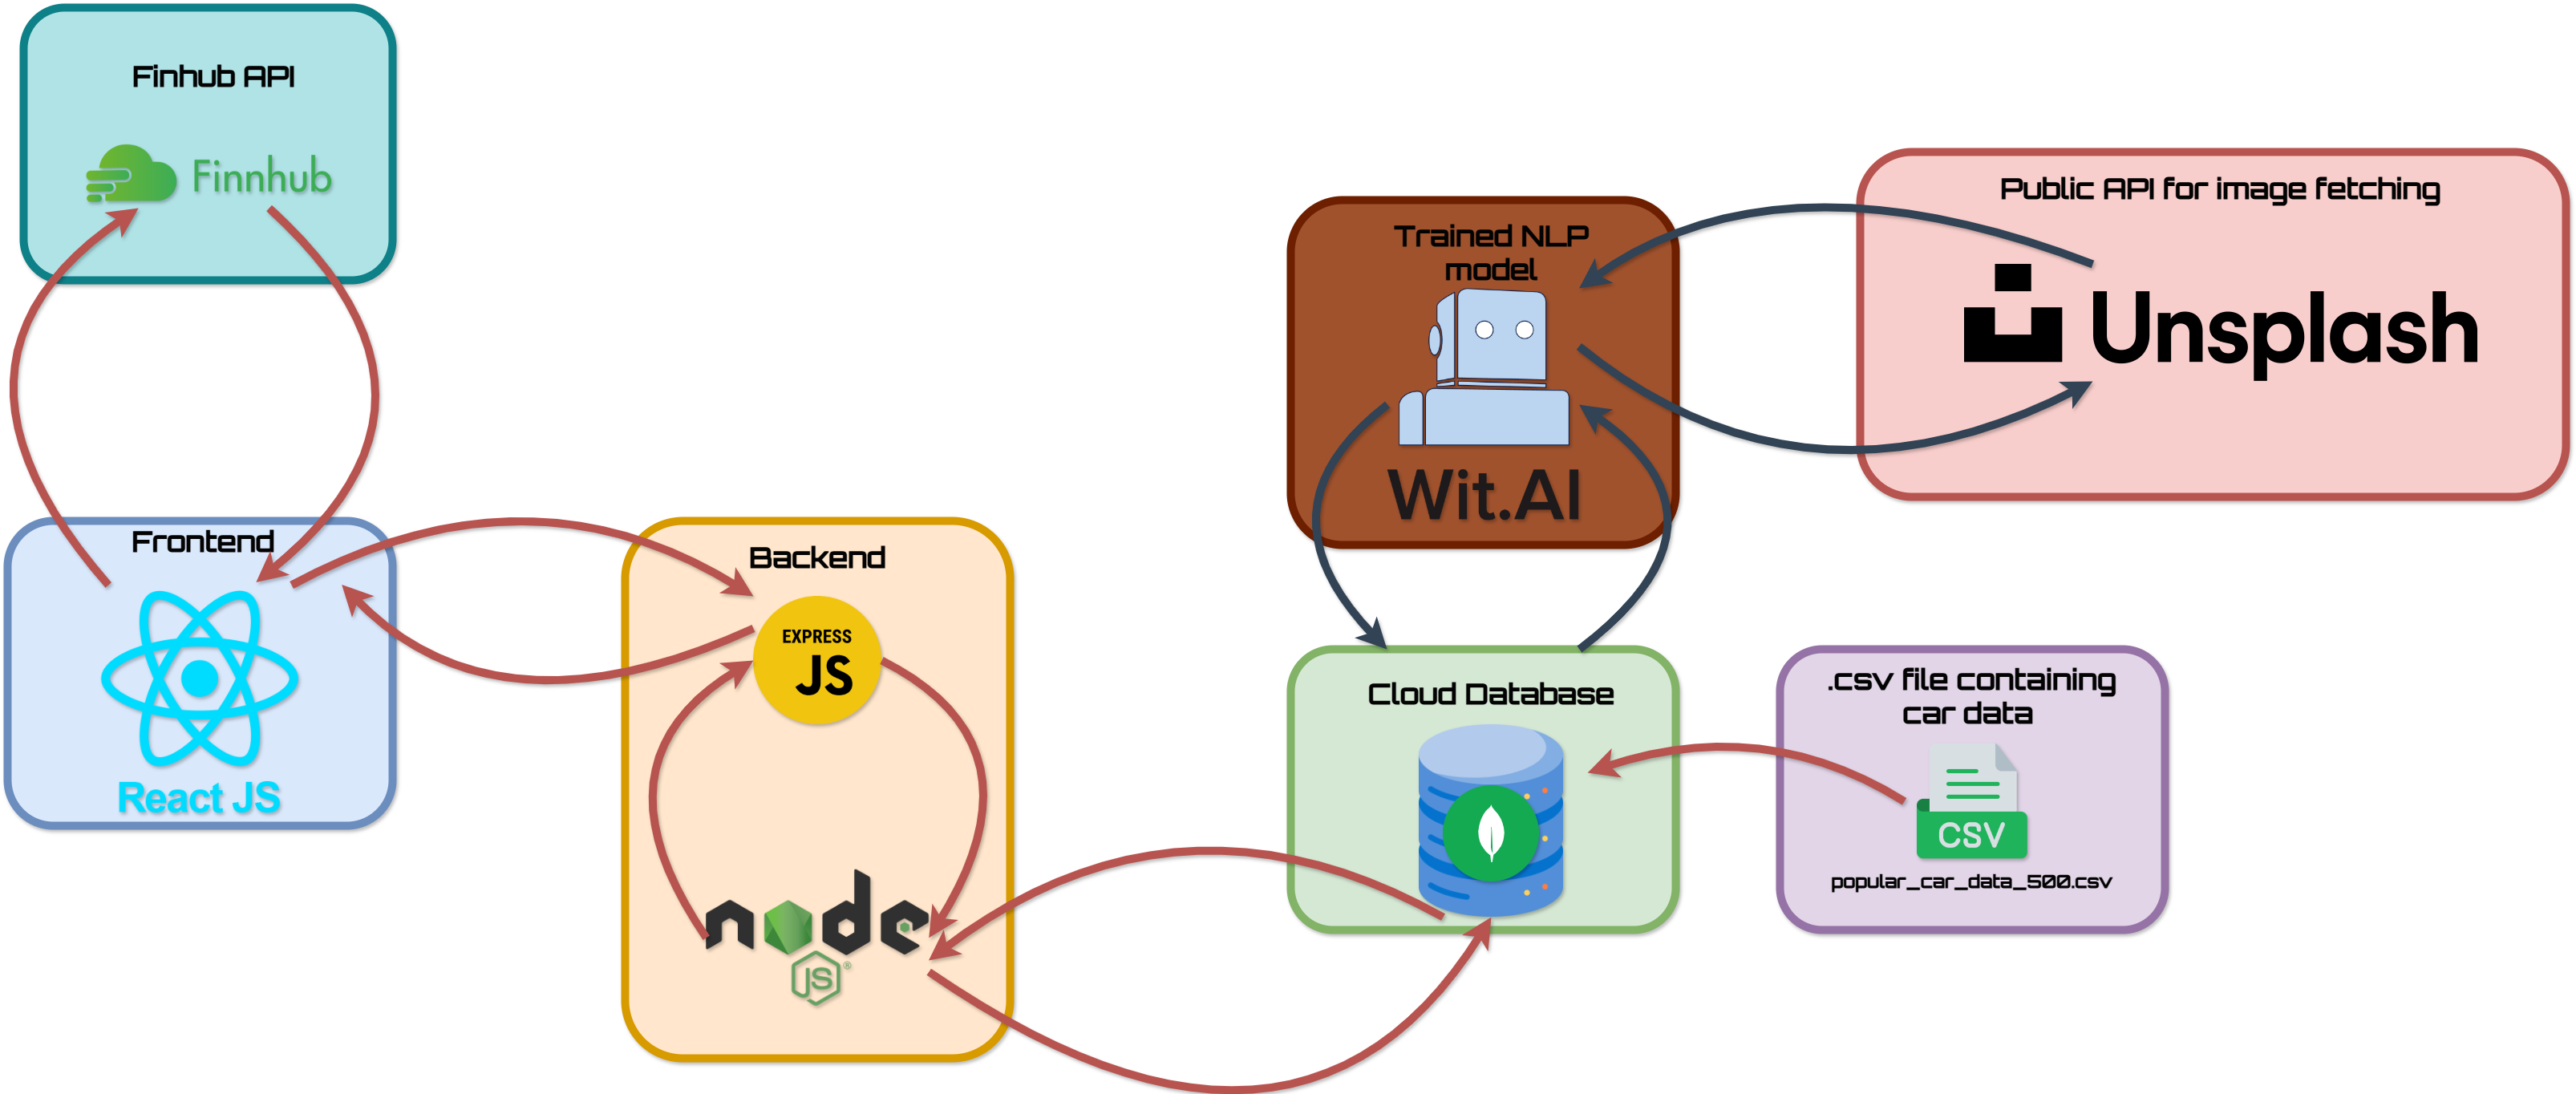 Finhub API
Finnhub
Frontend
React JS
Backend
EXPRESS
JS
node
JS
®
Trained NLP
model
Wit.AI
Public API for image fetching
Unsplash
Cloud Database
.csv file containing
car data
CSV
popular_car_data_500.csv